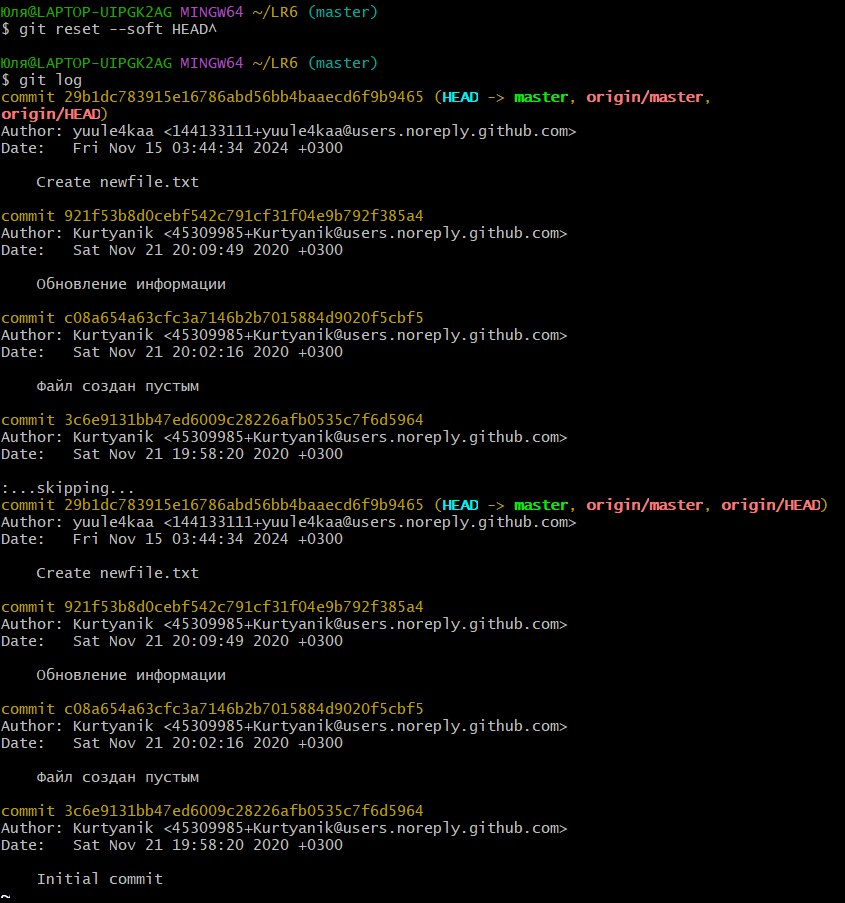 Юля@LAPTOP-UIPGK2AG MINGW64 ~/LR6 (master)
$ git reset --soft HEAD^
Юля@LAPTOP-UIPGK2AG MINGW64 ~/LR6 (master)
$ git log
commit 29b1dc783915e16786abd56bb4baaecd6f9b9465 (HEAD -> master, origin/master,
origin/HEAD)
Author: yuule4kaa <144133111+yuule4kaa@users.noreply.github.com>
Date:   Fri Nov 15 03:44:34 2024 +0300
    Create newfile.txt
commit 921f53b8d0cebf542c791cf31f04e9b792f385a4
Author: Kurtyanik <45309985+Kurtyanik@users.noreply.github.com>
Date:   Sat Nov 21 20:09:49 2020 +0300
    Обновление информации
commit c08a654a63cfc3a7146b2b7015884d9020f5cbf5
Author: Kurtyanik <45309985+Kurtyanik@users.noreply.github.com>
Date:   Sat Nov 21 20:02:16 2020 +0300
    Файл создан пустым
commit 3c6e9131bb47ed6009c28226afb0535c7f6d5964
Author: Kurtyanik <45309985+Kurtyanik@users.noreply.github.com>
Date:   Sat Nov 21 19:58:20 2020 +0300
:...skipping...
commit 29b1dc783915e16786abd56bb4baaecd6f9b9465 (HEAD -> master, origin/master, origin/HEAD)
Author: yuule4kaa <144133111+yuule4kaa@users.noreply.github.com>
Date:   Fri Nov 15 03:44:34 2024 +0300
    Create newfile.txt
commit 921f53b8d0cebf542c791cf31f04e9b792f385a4
Author: Kurtyanik <45309985+Kurtyanik@users.noreply.github.com>
Date:   Sat Nov 21 20:09:49 2020 +0300
    Обновление информации
commit c08a654a63cfc3a7146b2b7015884d9020f5cbf5
Author: Kurtyanik <45309985+Kurtyanik@users.noreply.github.com>
Date:   Sat Nov 21 20:02:16 2020 +0300
    Файл создан пустым
commit 3c6e9131bb47ed6009c28226afb0535c7f6d5964
Author: Kurtyanik <45309985+Kurtyanik@users.noreply.github.com>
Date:   Sat Nov 21 19:58:20 2020 +0300
    Initial commit
~